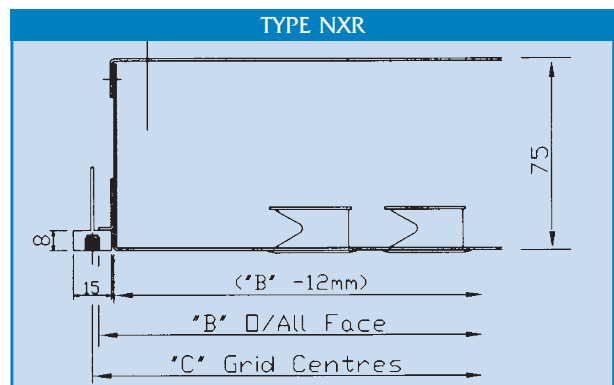 TYPE NXR
75
8
15
("B" -12mm)
"B" O/All Face
"C" Grid Centres